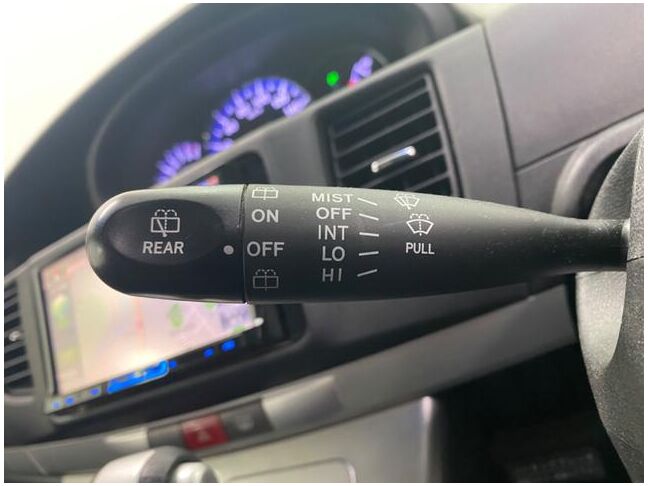 REAR
ON
OFF
MIST
OFF
INT
LO
HI
PULL